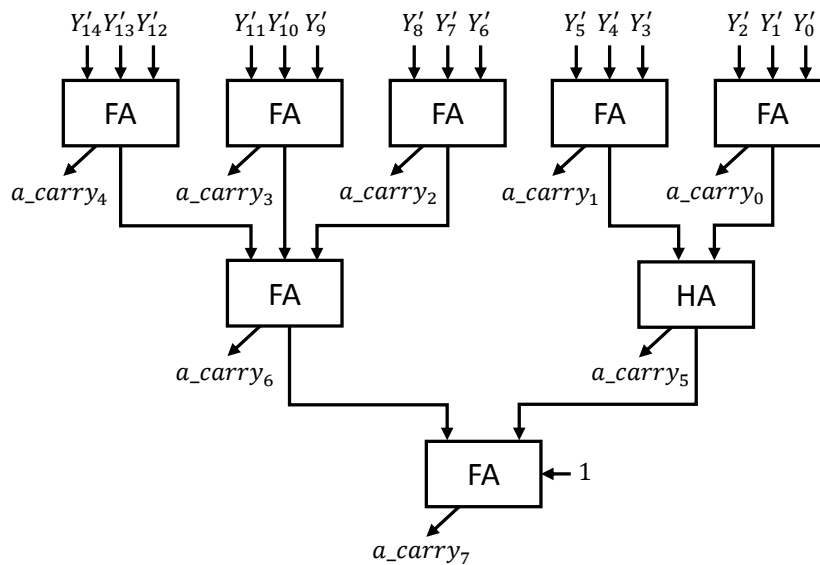 Y′₁₄ Y′₁₃ Y′₁₂ Y′₁₁ Y′₁₀ Y′₉ Y′₈ Y′₇ Y′₆ Y′₅ Y′₄ Y′₃ Y′₂ Y′₁ Y′₀
FA FA FA FA FA
a_carry₄ a_carry₃ a_carry₂ a_carry₁ a_carry₀
FA HA
a_carry₆ a_carry₅
FA 1
a_carry₇